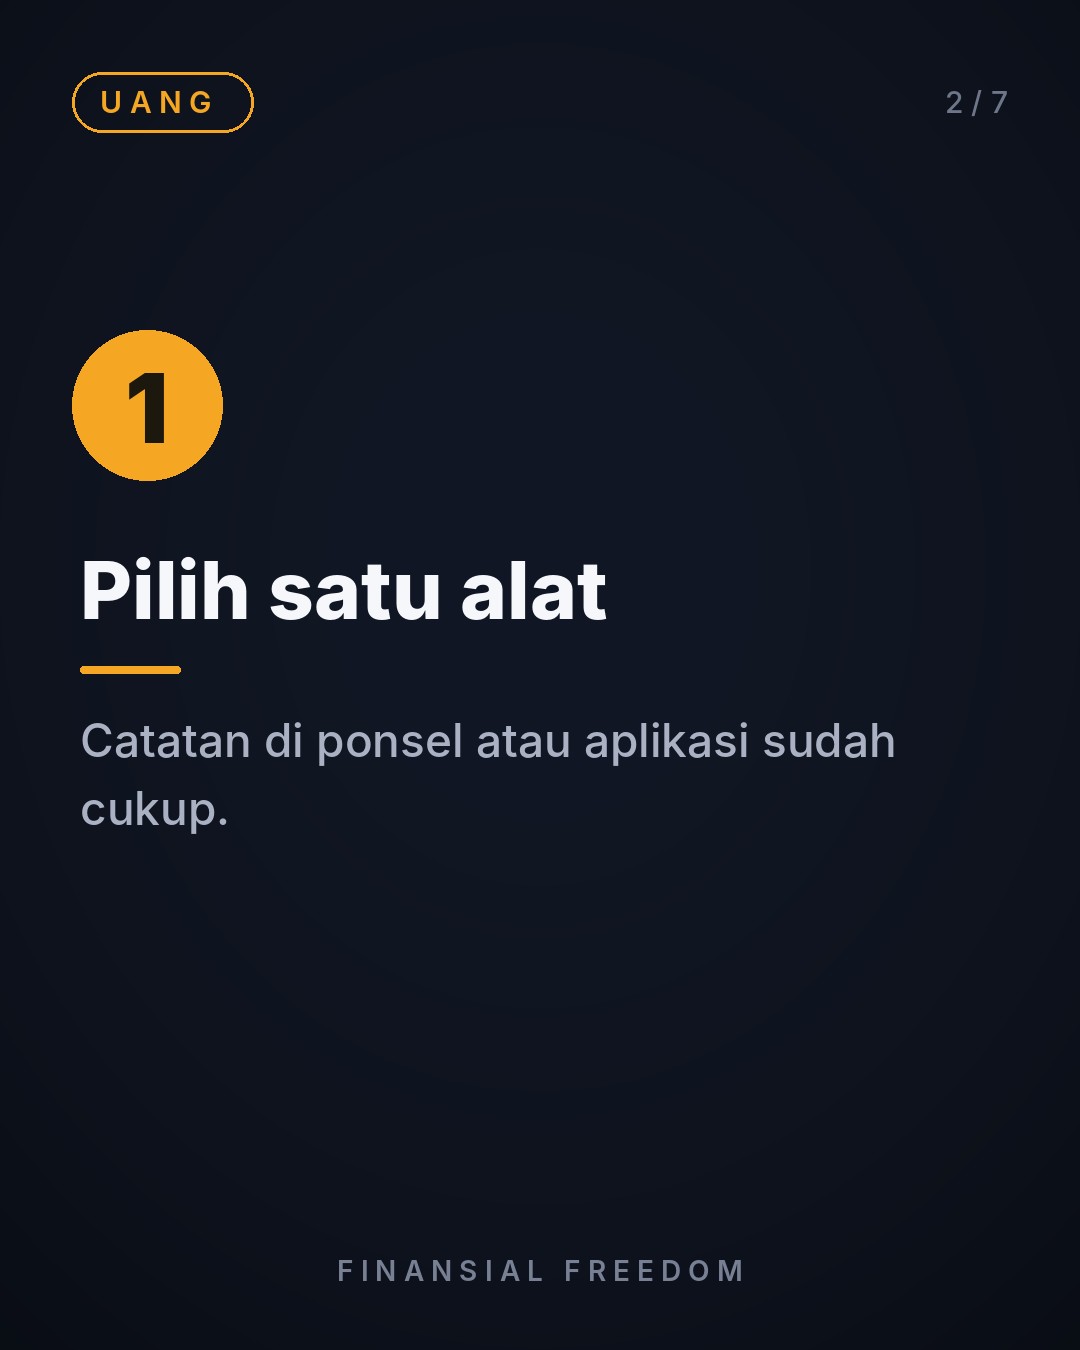 UANG
2 / 7
1
Pilih satu alat
Catatan di ponsel atau aplikasi sudah
cukup.
FINANSIAL FREEDOM